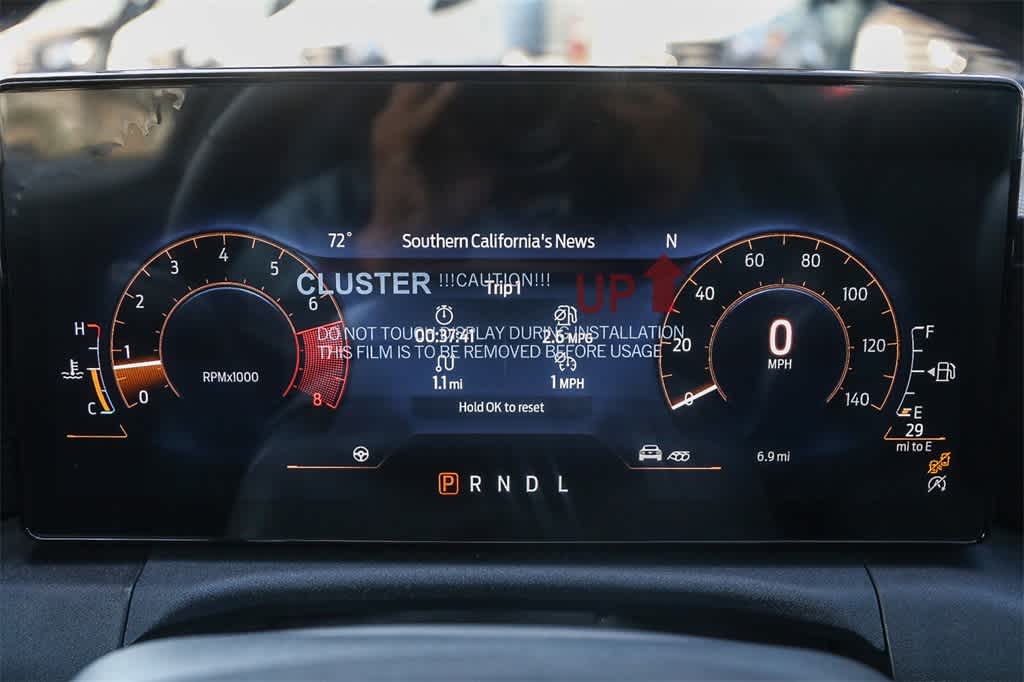 72° Southern California's News N
CLUSTER !!!CAUTION!!! UP
Trip 1
00:37:41 2.6 MPG
DO NOT TOUCH DISPLAY DURING INSTALLATION
THIS FILM IS TO BE REMOVED BEFORE USAGE
1.1 mi 1 MPH
Hold OK to reset
0 1 2 3 4 5 6 8
RPMx1000
H
C
0 20 40 60 80 100 120 140
0
MPH
F
E
29
mi to E
6.9 mi
P R N D L